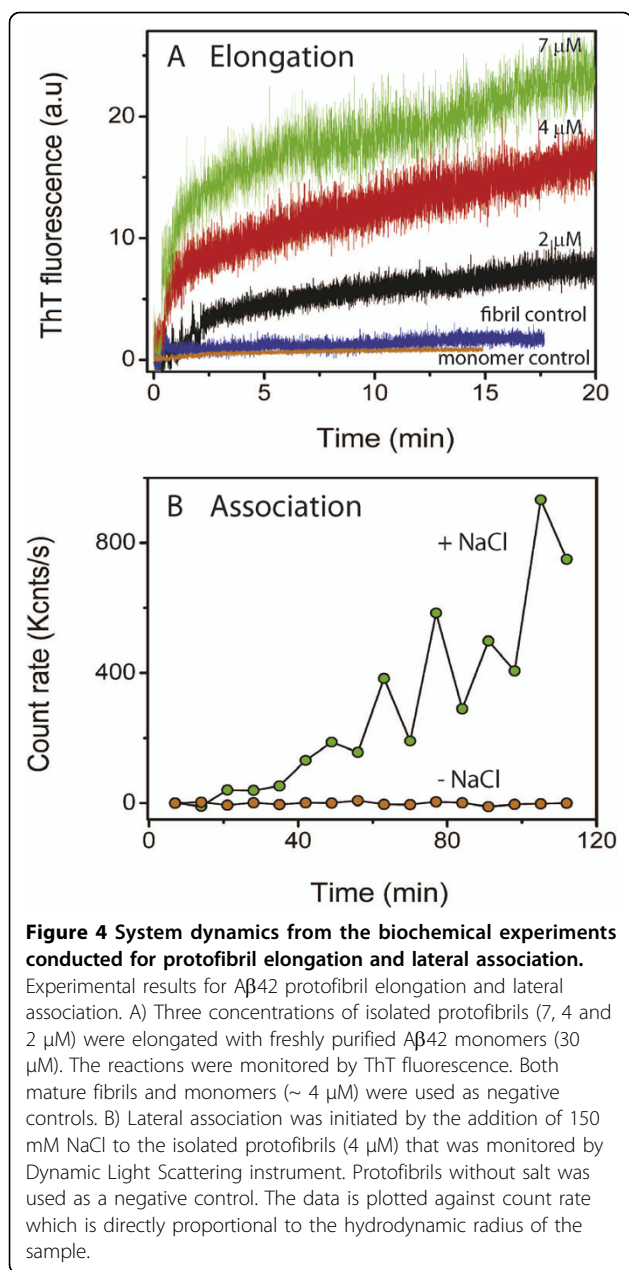 A Elongation
7 μM
4 μM
2 μM
fibril control
monomer control
ThT fluorescence (a.u)
20
10
0
0 5 10 15 20
Time (min)
B Association
+ NaCl
- NaCl
Count rate (Kcnts/s)
800
400
0
0 40 80 120
Time (min)
Figure 4 System dynamics from the biochemical experiments
conducted for protofibril elongation and lateral association.
Experimental results for Aβ42 protofibril elongation and lateral
association. A) Three concentrations of isolated protofibrils (7, 4 and
2 μM) were elongated with freshly purified Aβ42 monomers (30
μM). The reactions were monitored by ThT fluorescence. Both
mature fibrils and monomers (~ 4 μM) were used as negative
controls. B) Lateral association was initiated by the addition of 150
mM NaCl to the isolated protofibrils (4 μM) that was monitored by
Dynamic Light Scattering instrument. Protofibrils without salt was
used as a negative control. The data is plotted against count rate
which is directly proportional to the hydrodynamic radius of the
sample.